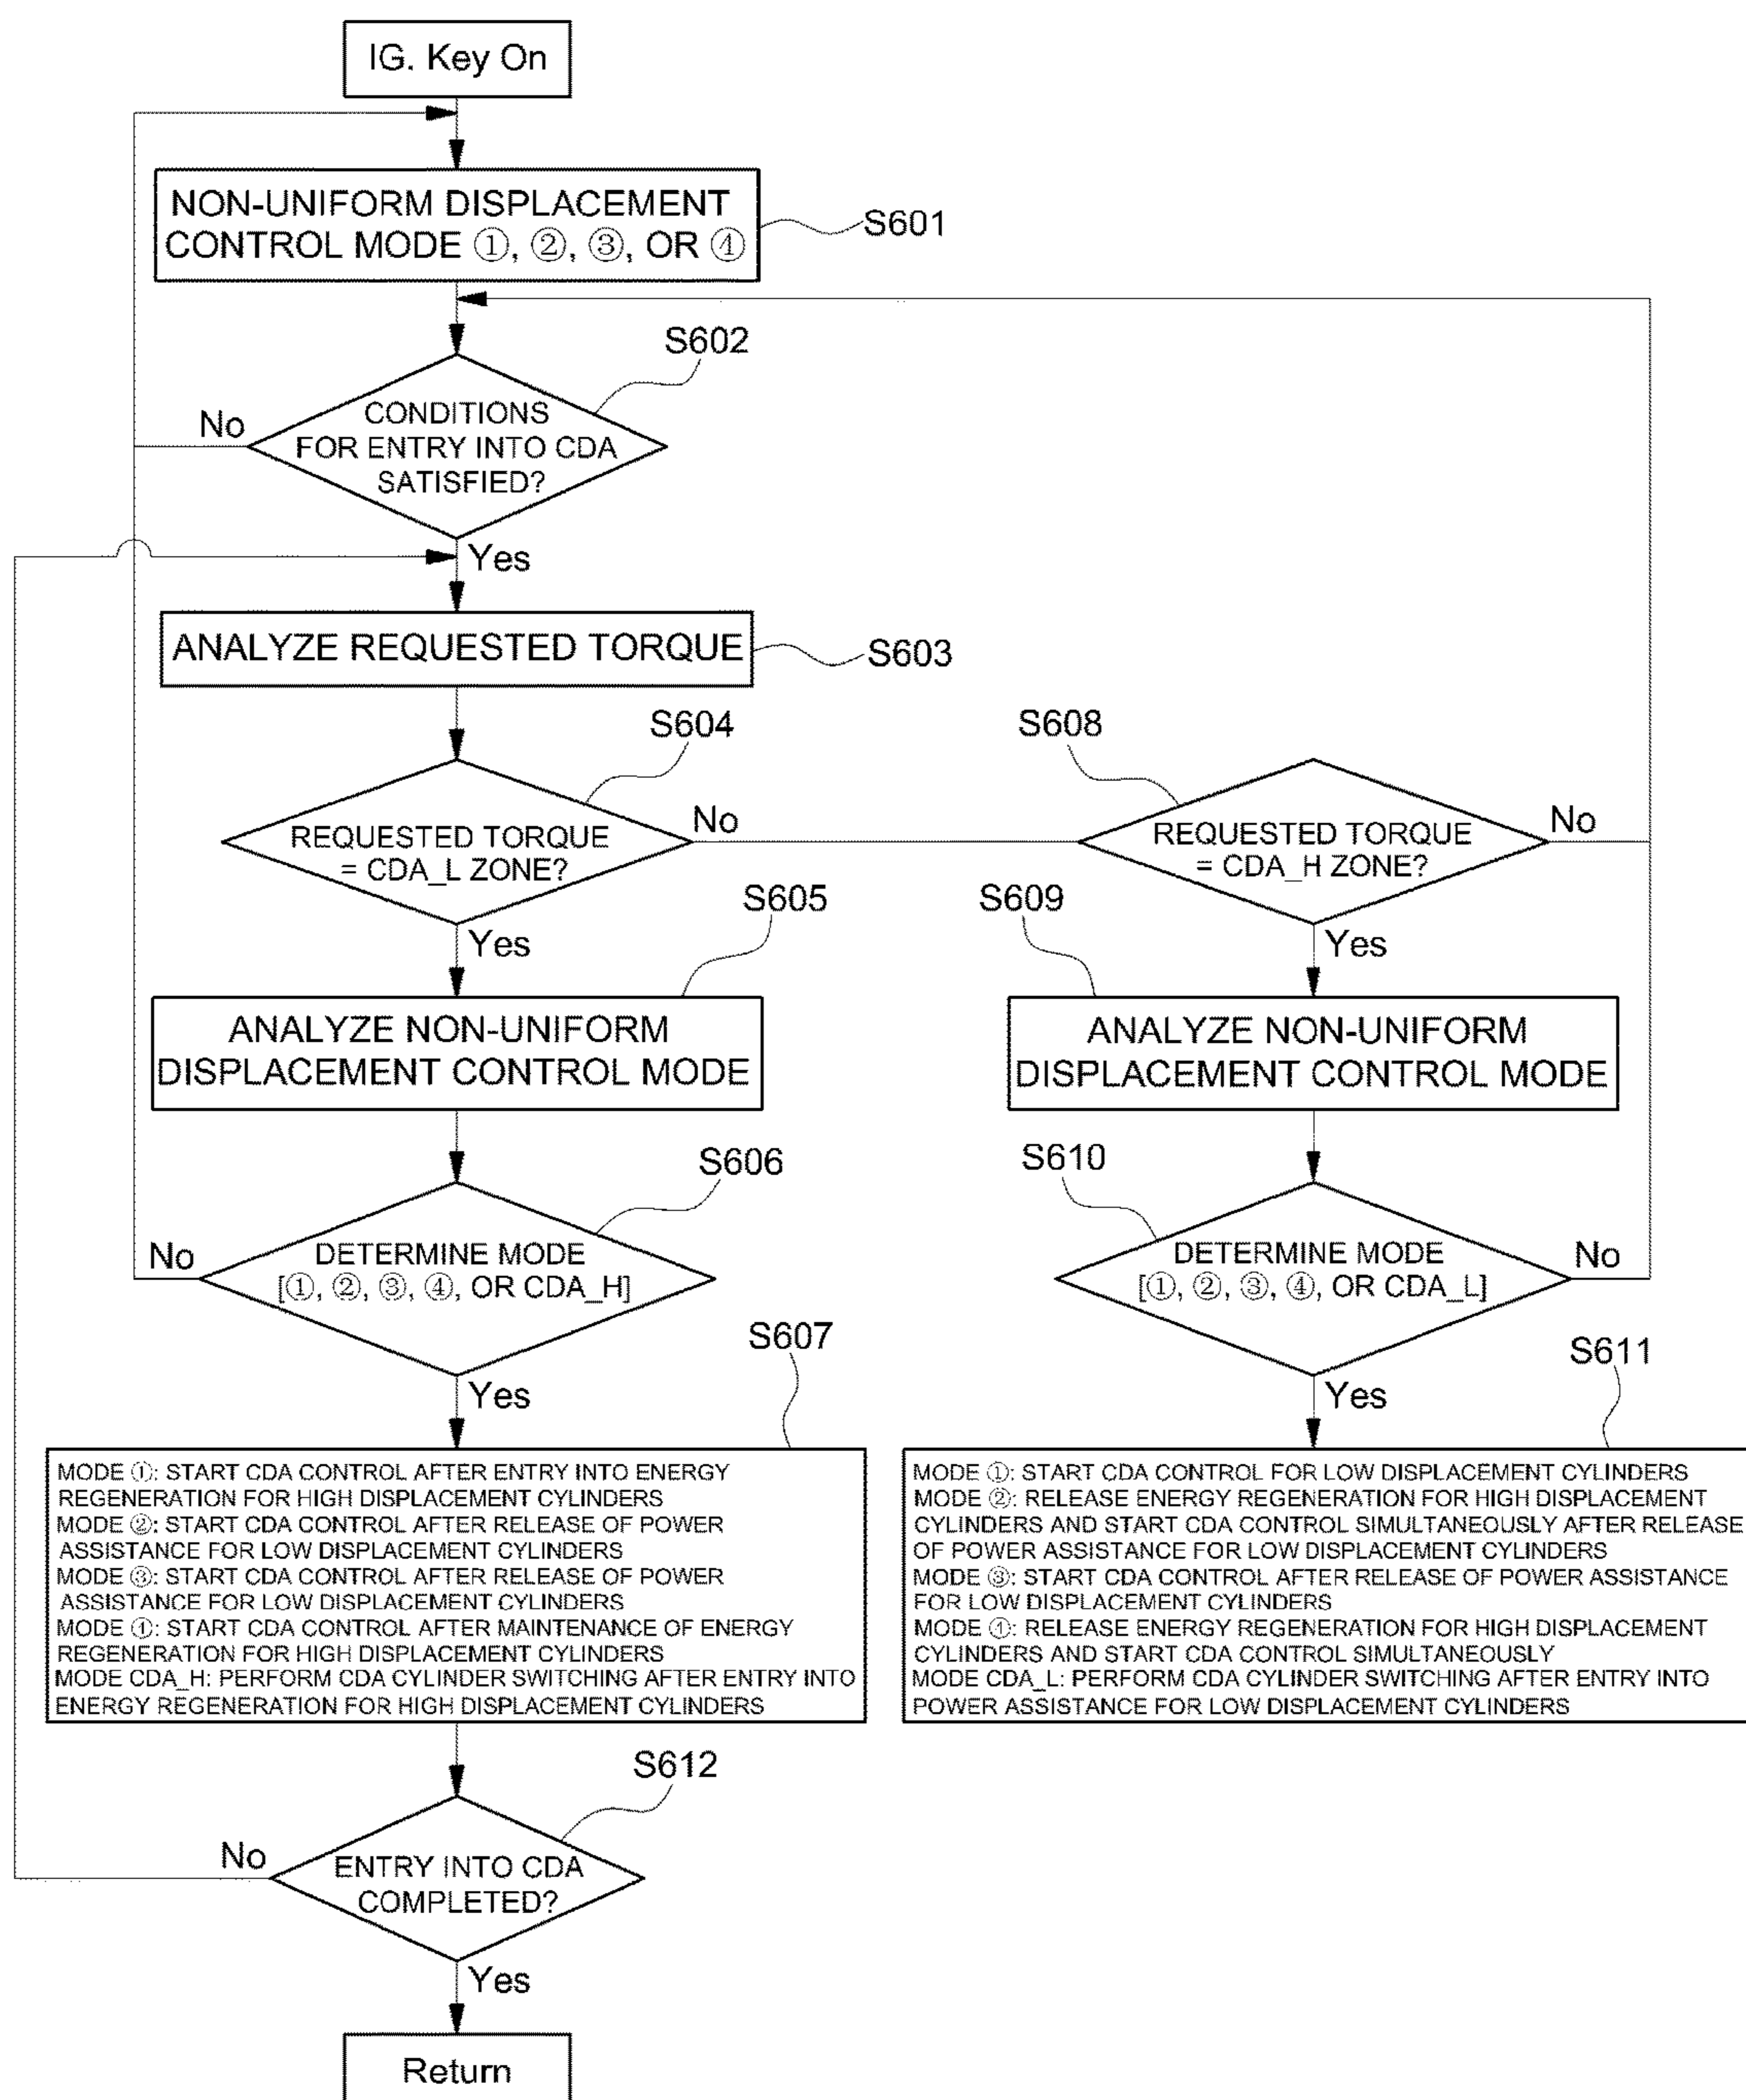 IG. Key On
NON-UNIFORM DISPLACEMENT
CONTROL MODE ①, ②, ③, OR ④
S601
S602
CONDITIONS
FOR ENTRY INTO CDA
SATISFIED?
No
Yes
ANALYZE REQUESTED TORQUE
S603
S604
REQUESTED TORQUE
= CDA_L ZONE?
No
Yes
S608
REQUESTED TORQUE
= CDA_H ZONE?
No
Yes
S605
ANALYZE NON-UNIFORM
DISPLACEMENT CONTROL MODE
S609
ANALYZE NON-UNIFORM
DISPLACEMENT CONTROL MODE
S606
DETERMINE MODE
[①, ②, ③, ④, OR CDA_H]
No
Yes
S610
DETERMINE MODE
[①, ②, ③, ④, OR CDA_L]
No
Yes
S607
MODE ①: START CDA CONTROL AFTER ENTRY INTO ENERGY
REGENERATION FOR HIGH DISPLACEMENT CYLINDERS
MODE ②: START CDA CONTROL AFTER RELEASE OF POWER
ASSISTANCE FOR LOW DISPLACEMENT CYLINDERS
MODE ③: START CDA CONTROL AFTER RELEASE OF POWER
ASSISTANCE FOR LOW DISPLACEMENT CYLINDERS
MODE ④: START CDA CONTROL AFTER MAINTENANCE OF ENERGY
REGENERATION FOR HIGH DISPLACEMENT CYLINDERS
MODE CDA_H: PERFORM CDA CYLINDER SWITCHING AFTER ENTRY INTO
ENERGY REGENERATION FOR HIGH DISPLACEMENT CYLINDERS
S611
MODE ①: START CDA CONTROL FOR LOW DISPLACEMENT CYLINDERS
MODE ②: RELEASE ENERGY REGENERATION FOR HIGH DISPLACEMENT
CYLINDERS AND START CDA CONTROL SIMULTANEOUSLY AFTER RELEASE
OF POWER ASSISTANCE FOR LOW DISPLACEMENT CYLINDERS
MODE ③: START CDA CONTROL AFTER RELEASE OF POWER ASSISTANCE
FOR LOW DISPLACEMENT CYLINDERS
MODE ④: RELEASE ENERGY REGENERATION FOR HIGH DISPLACEMENT
CYLINDERS AND START CDA CONTROL SIMULTANEOUSLY
MODE CDA_L: PERFORM CDA CYLINDER SWITCHING AFTER ENTRY INTO
POWER ASSISTANCE FOR LOW DISPLACEMENT CYLINDERS
S612
ENTRY INTO CDA
COMPLETED?
No
Yes
Return